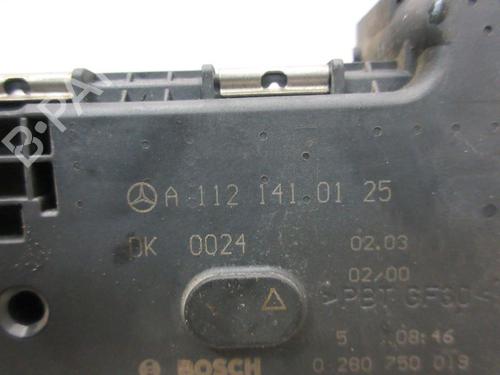 B-PA
A 112 141 01 25
DK 0024 02.03
02/00
>PBT GF30<
5 08:46
BOSCH 0 280 750 019